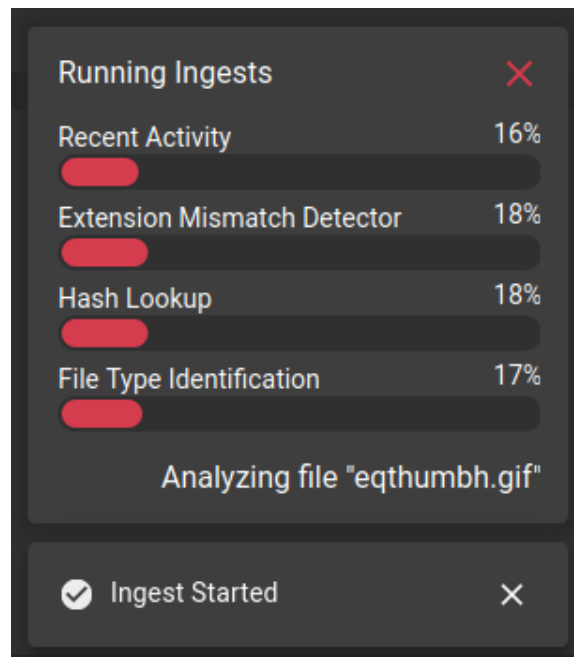 Running Ingests
Recent Activity 16%
Extension Mismatch Detector 18%
Hash Lookup 18%
File Type Identification 17%
Analyzing file "eqthumbh.gif"
Ingest Started